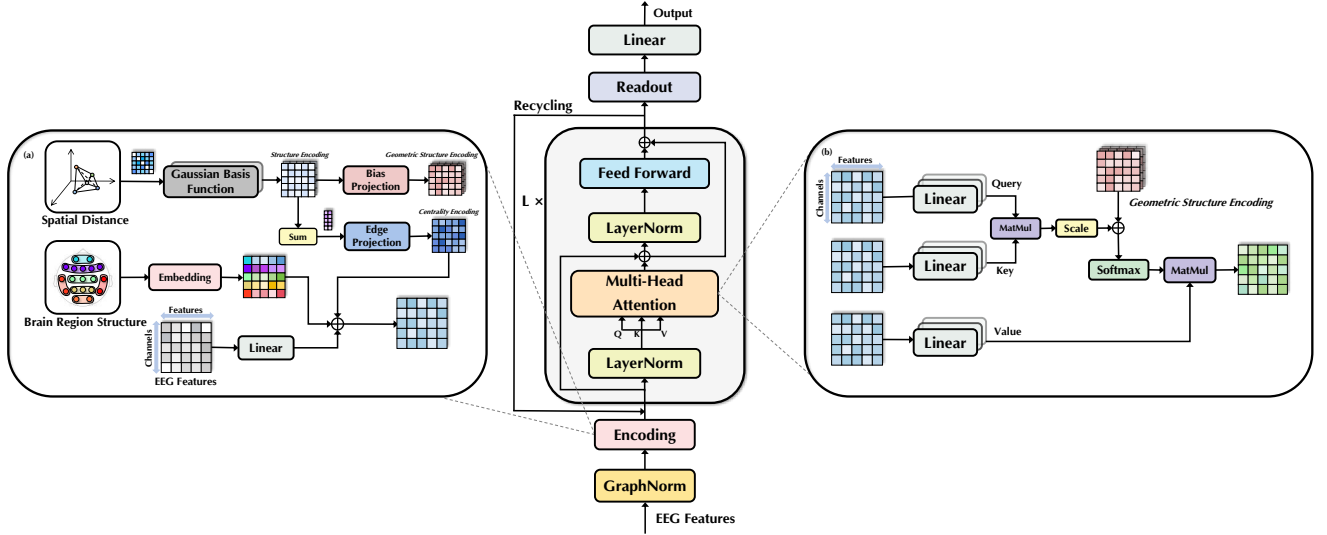 Output
Linear
Readout
Recycling
L ×
Feed Forward
LayerNorm
Multi-Head
Attention
Q K V
LayerNorm
Encoding
GraphNorm
EEG Features
(a)
Spatial Distance
Gaussian Basis
Function
Structure Encoding
Bias
Projection
Geometric Structure Encoding
Sum
Edge
Projection
Centrality Encoding
Brain Region Structure
Embedding
Features
Channels
EEG Features
Linear
(b)
Features
Channels
Linear
Query
Linear
Key
Linear
Value
MatMul
Scale
Geometric Structure Encoding
Softmax
MatMul